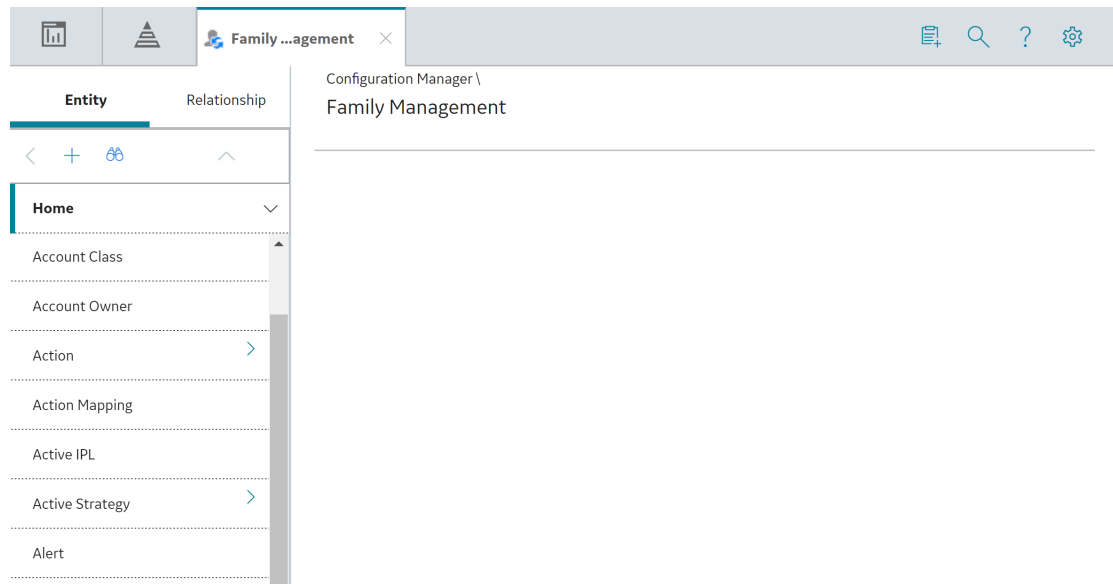 Family ...agement
Entity
Relationship
Home
Account Class
Account Owner
Action
Action Mapping
Active IPL
Active Strategy
Alert
Configuration Manager \
Family Management